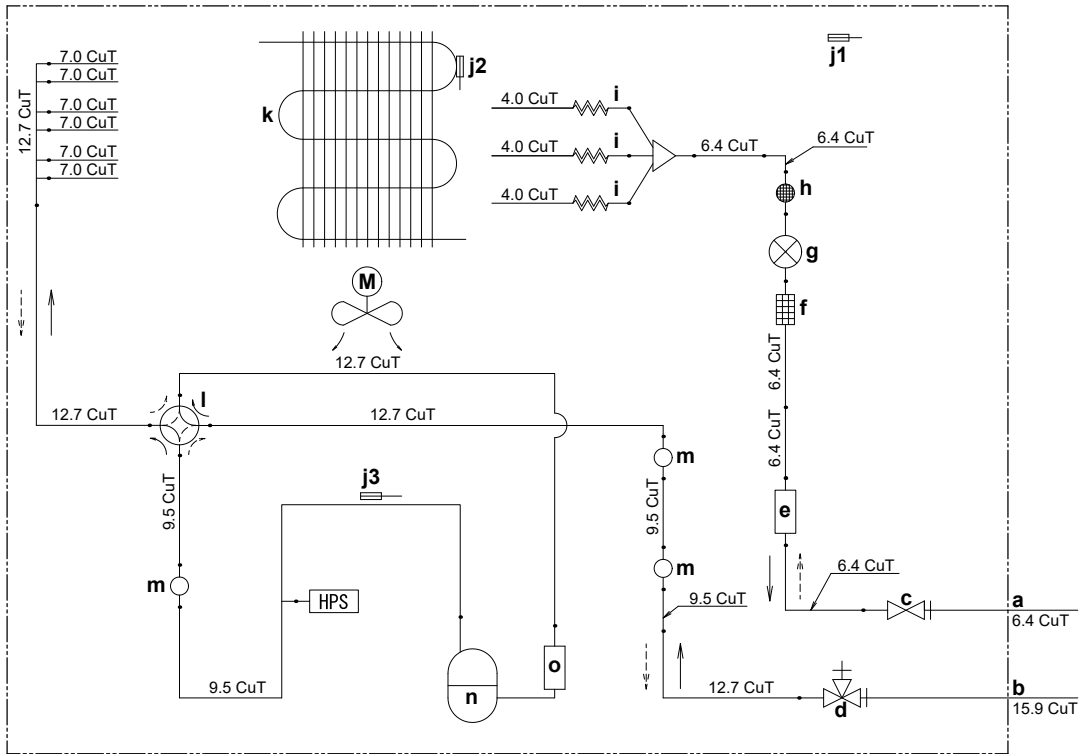 7.0 CuT
7.0 CuT
7.0 CuT
7.0 CuT
7.0 CuT
7.0 CuT
12.7 CuT
k
j2
j1
4.0 CuT
i
4.0 CuT
i
4.0 CuT
i
6.4 CuT
6.4 CuT
h
g
f
M
6.4 CuT
12.7 CuT
12.7 CuT
l
12.7 CuT
6.4 CuT
m
9.5 CuT
j3
9.5 CuT
e
m
m
HPS
6.4 CuT
9.5 CuT
c
a
6.4 CuT
o
9.5 CuT
n
12.7 CuT
d
b
15.9 CuT